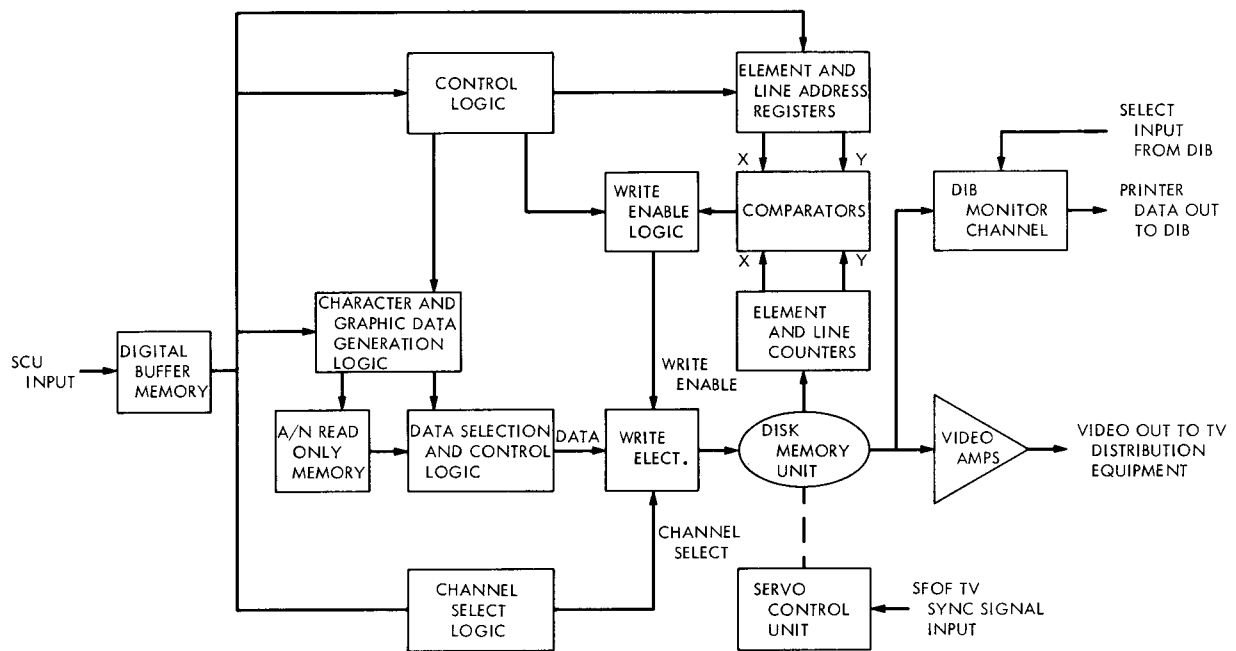 CONTROL
LOGIC
ELEMENT AND
LINE ADDRESS
REGISTERS
SELECT
INPUT
FROM DIB
X
Y
WRITE
ENABLE
LOGIC
COMPARATORS
DIB
MONITOR
CHANNEL
PRINTER
DATA OUT
TO DIB
X
Y
CHARACTER AND
GRAPHIC DATA
GENERATION
LOGIC
ELEMENT
AND LINE
COUNTERS
SCU
INPUT
DIGITAL
BUFFER
MEMORY
WRITE
ENABLE
A/N READ
ONLY
MEMORY
DATA SELECTION
AND CONTROL
LOGIC
DATA
WRITE
ELECT.
DISK
MEMORY
UNIT
VIDEO
AMPS
VIDEO OUT TO TV
DISTRIBUTION
EQUIPMENT
CHANNEL
SELECT
CHANNEL
SELECT
LOGIC
SERVO
CONTROL
UNIT
SFOF TV
SYNC SIGNAL
INPUT